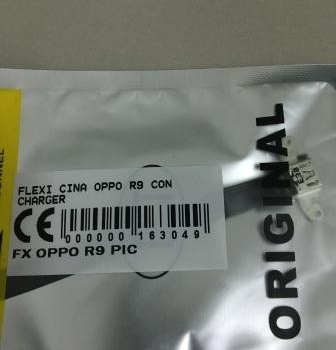 FLEXI CINA OPPO R9 CON
CHARGER
CE
000000 163049
FX OPPO R9 PIC
ORIGINAL